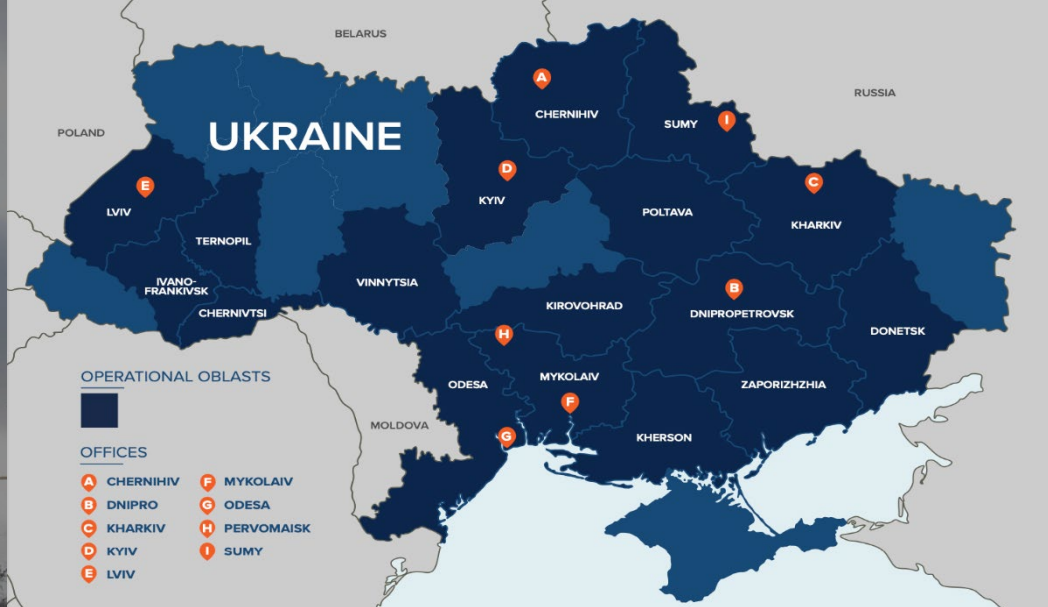 BELARUS
RUSSIA
POLAND
UKRAINE
A
CHERNIHIV
SUMY
I
D
KYIV
C
KHARKIV
E
LVIV
TERNOPIL
POLTAVA
IVANO-
FRANKIVSK
CHERNIVTSI
VINNYTSIA
KIROVOHRAD
B
DNIPROPETROVSK
DONETSK
H
ODESA
MYKOLAIV
F
ZAPORIZHZHIA
KHERSON
G
MOLDOVA
OPERATIONAL OBLASTS
OFFICES
A CHERNIHIV
B DNIPRO
C KHARKIV
D KYIV
E LVIV
F MYKOLAIV
G ODESA
H PERVOMAISK
I SUMY